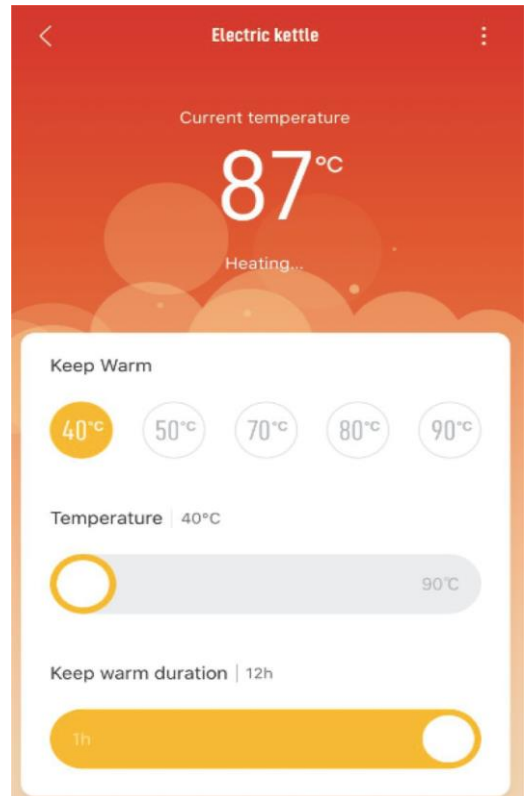 Electric kettle
Current temperature
87°C
Heating...
Keep Warm
40°C 50°C 70°C 80°C 90°C
Temperature | 40°C
90°C
Keep warm duration | 12h
1h